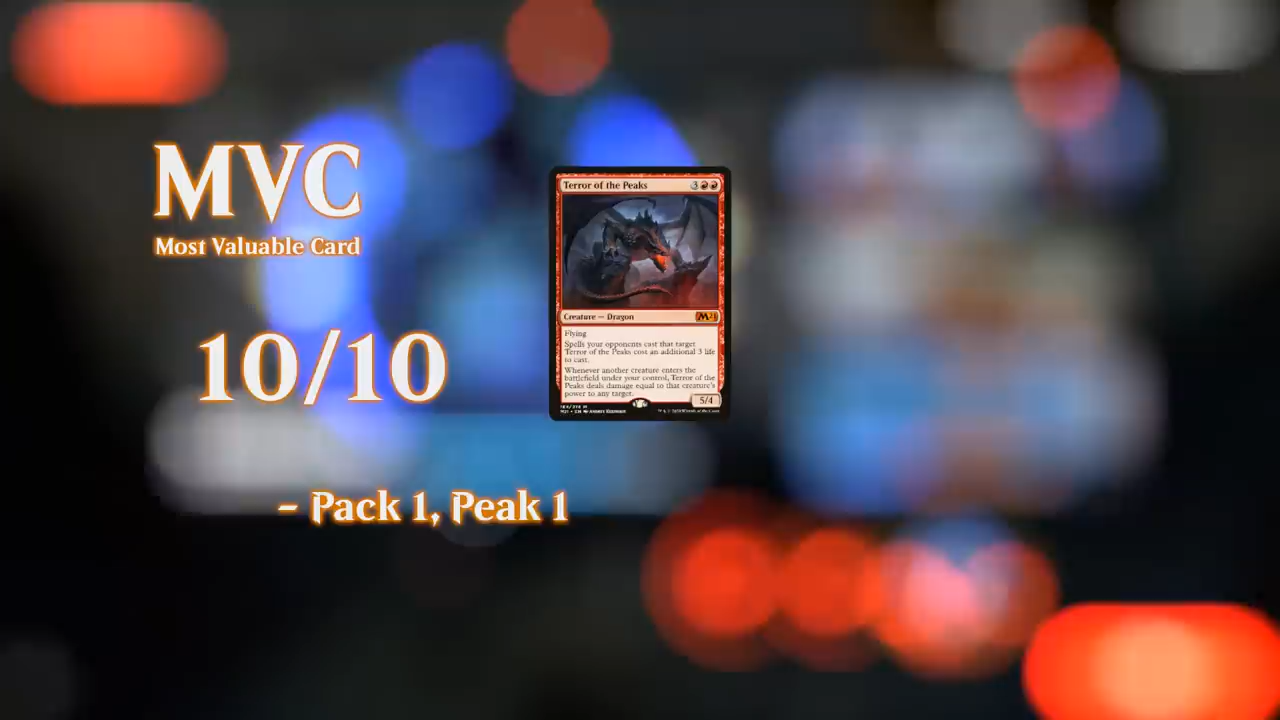 MVC
Most Valuable Card
10/10
– Pack 1, Peak 1
Terror of the Peaks 3
Creature — Dragon M21
Flying
Spells your opponents cast that target
Terror of the Peaks cost an additional 3 life
to cast.
Whenever another creature enters the
battlefield under your control, Terror of the
Peaks deals damage equal to that creature's
power to any target.
5/4